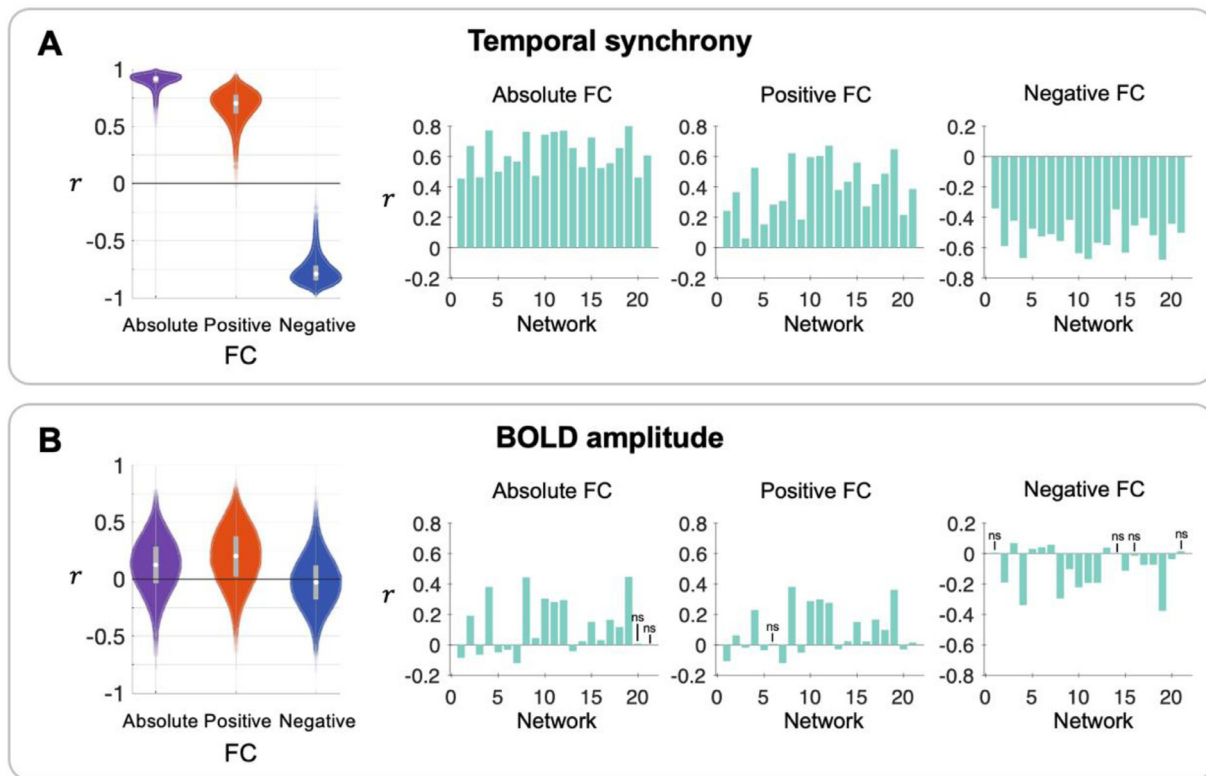 A
Temporal synchrony
1
0.5
r
0
-0.5
-1
Absolute Positive Negative
FC
Absolute FC
r
0.8
0.6
0.4
0.2
0
-0.2
0 5 10 15 20
Network
Positive FC
0.8
0.6
0.4
0.2
0
-0.2
0 5 10 15 20
Network
Negative FC
0.2
0
-0.2
-0.4
-0.6
-0.8
0 5 10 15 20
Network
B
BOLD amplitude
1
0.5
r
0
-0.5
-1
Absolute Positive Negative
FC
Absolute FC
r
0.8
0.6
0.4
0.2
0
-0.2
ns
ns
0 5 10 15 20
Network
Positive FC
0.8
0.6
0.4
0.2
0
-0.2
ns
0 5 10 15 20
Network
Negative FC
0.2
0
-0.2
-0.4
-0.6
-0.8
ns
ns ns
ns
0 5 10 15 20
Network